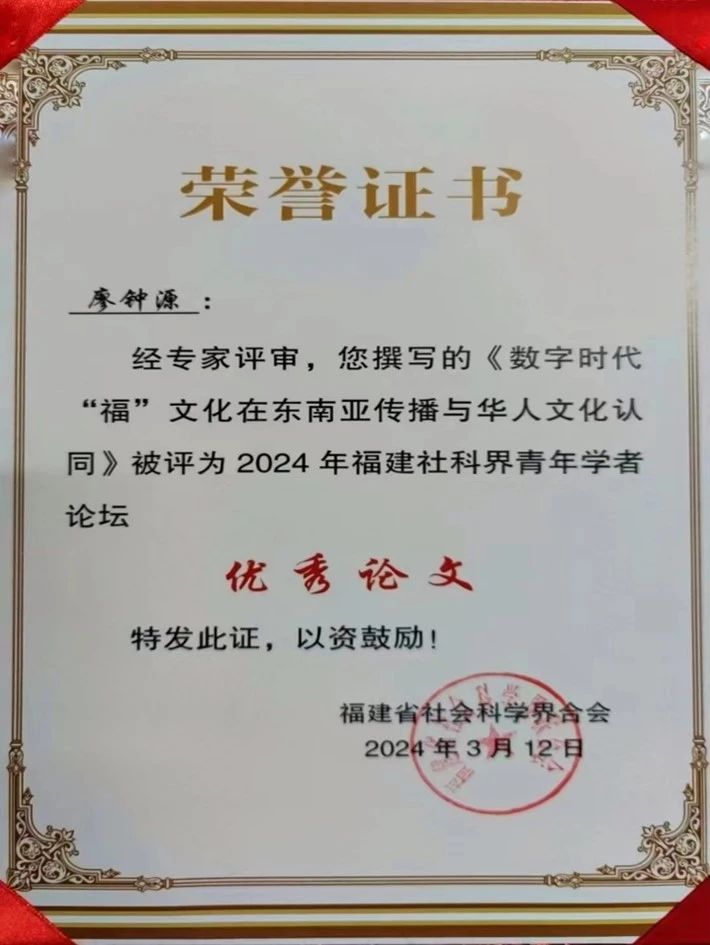 荣誉证书
廖钟源：
经专家评审，您撰写的《数字时代
“福”文化在东南亚传播与华人文化认
同》被评为2024年福建社科界青年学者
论坛
优秀论文
特发此证，以资鼓励！
福建省社会科学界合会
2024年3月12日